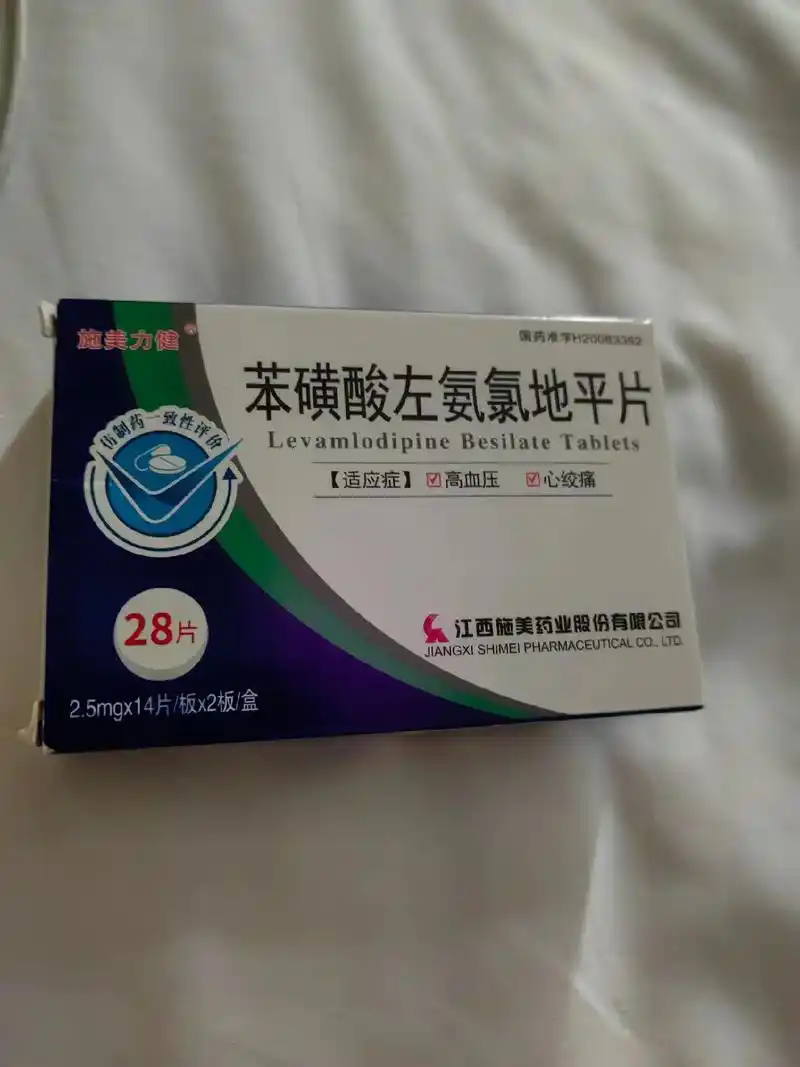 施美力健®
国药准字H20083362
仿制药一致性评价
苯磺酸左氨氯地平片
Levamlodipine Besilate Tablets
【适应症】 ☑高血压 ☑心绞痛
28片
江西施美药业股份有限公司
JIANGXI SHIMEI PHARMACEUTICAL CO., LTD.
2.5mgx14片/板x2板/盒